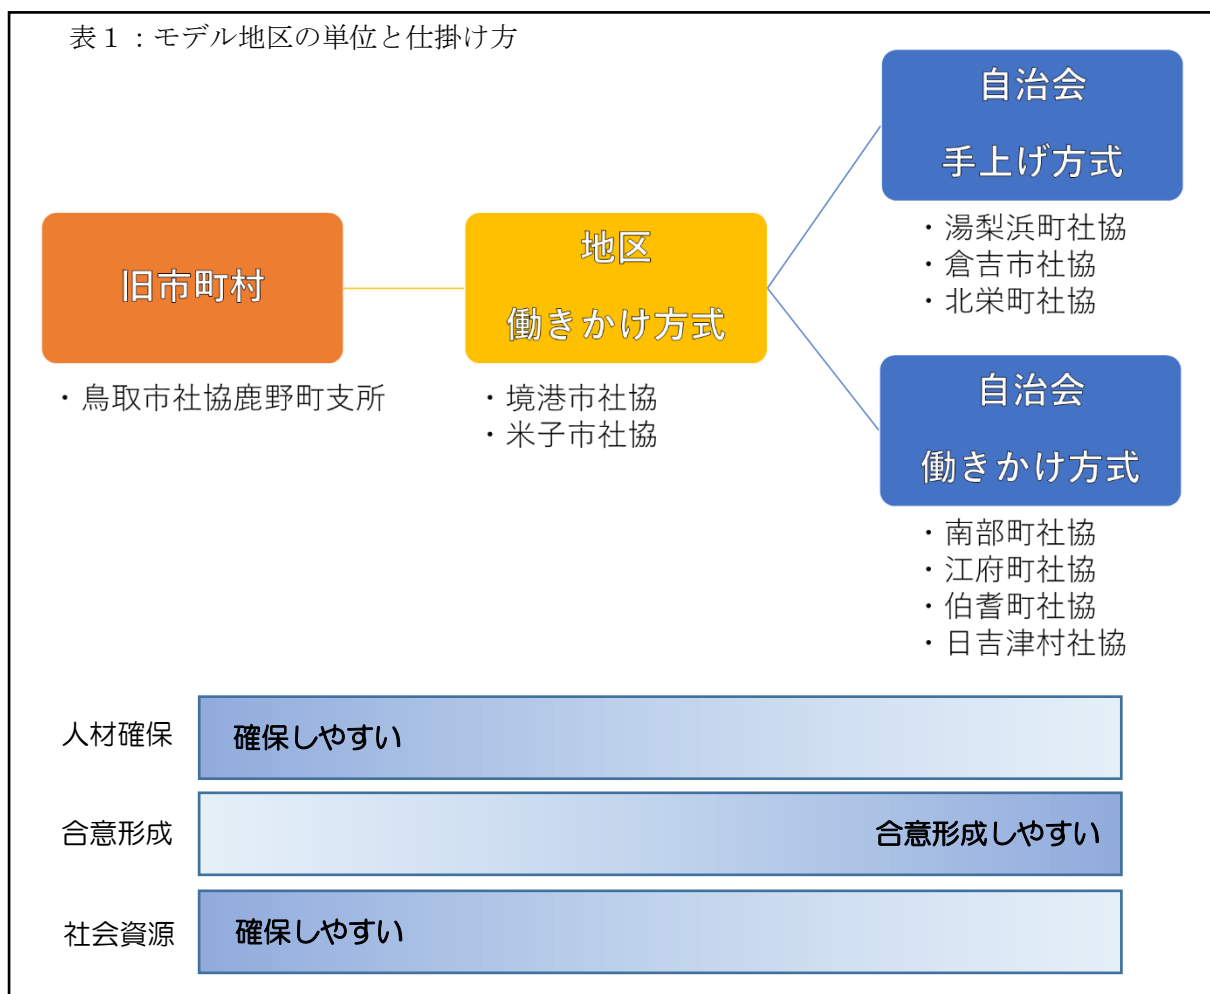 表１：モデル地区の単位と仕掛け方
旧市町村
・鳥取市社協鹿野町支所
地区
働きかけ方式
・境港市社協
・米子市社協
自治会
手上げ方式
・湯梨浜町社協
・倉吉市社協
・北栄町社協
自治会
働きかけ方式
・南部町社協
・江府町社協
・伯耆町社協
・日吉津村社協
人材確保
確保しやすい
合意形成
合意形成しやすい
社会資源
確保しやすい